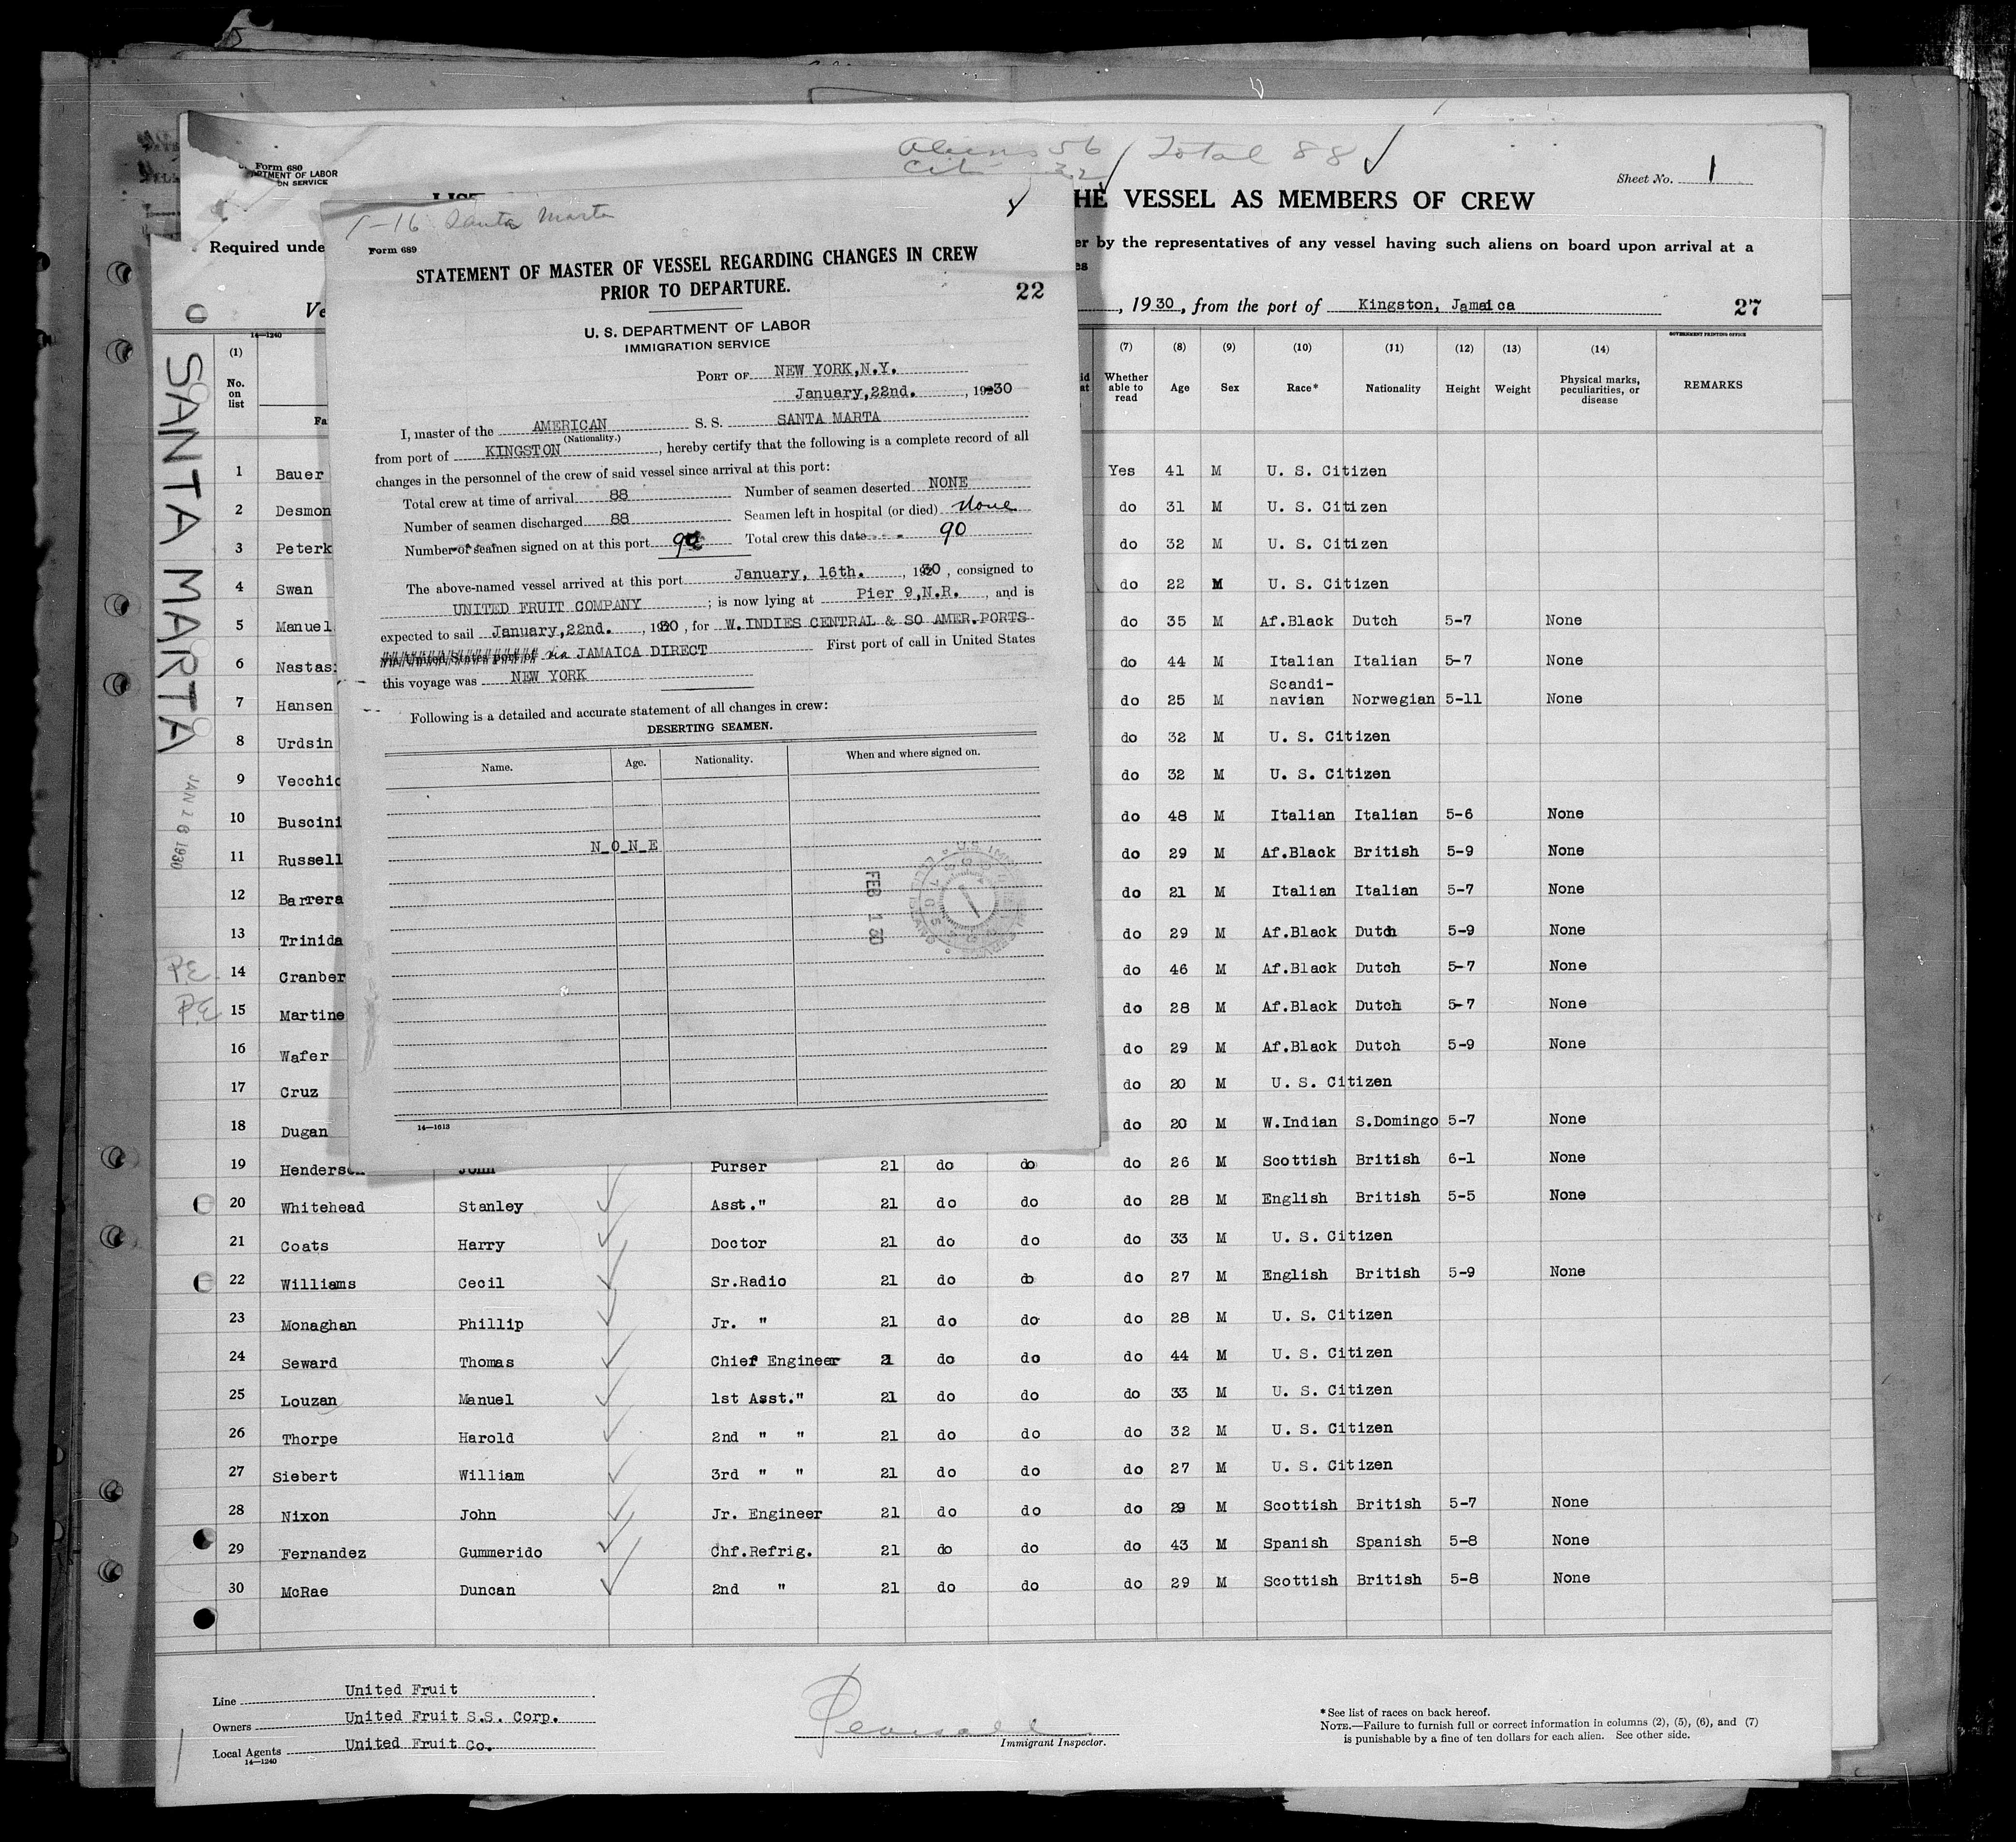 Aliens 56 / Total 88
Cit 32
Form 680
DEPARTMENT OF LABOR
ON SERVICE
Sheet No. 1
HE VESSEL AS MEMBERS OF CREW
Required unde
er by the representatives of any vessel having such aliens on board upon arrival at a
es
Ve
, 1930, from the port of Kingston, Jamaica
27
1-16 Santa Marta
Form 689
STATEMENT OF MASTER OF VESSEL REGARDING CHANGES IN CREW
PRIOR TO DEPARTURE.
22
U. S. DEPARTMENT OF LABOR
IMMIGRATION SERVICE
PORT OF NEW YORK,N.Y.
January,22nd. , 1930
I, master of the AMERICAN S. S. SANTA MARTA
(Nationality.)
from port of KINGSTON , hereby certify that the following is a complete record of all
changes in the personnel of the crew of said vessel since arrival at this port:
Total crew at time of arrival 88 Number of seamen deserted NONE
Number of seamen discharged 88 Seamen left in hospital (or died) None
Number of seamen signed on at this port 90 Total crew this date 90
The above-named vessel arrived at this port January, 16th. , 1930 , consigned to
UNITED FRUIT COMPANY ; is now lying at Pier 9,N.R. , and is
expected to sail January,22nd. , 1930 , for W.INDIES CENTRAL & SO AMER.PORTS
via United States port of via JAMAICA DIRECT First port of call in United States
this voyage was NEW YORK
Following is a detailed and accurate statement of all changes in crew:
DESERTING SEAMEN.
Name. Age. Nationality. When and where signed on.
N O N E
FEB 1 30
14—1613
SANTA MARTA
JAN 16 1930
14—1240
GOVERNMENT PRINTING OFFICE
(1) (7) (8) (9) (10) (11) (12) (13) (14)
No. on list Fa Whether able to read Age Sex Race* Nationality Height Weight Physical marks, peculiarities, or disease REMARKS
1 Bauer Yes 41 M U. S. Citizen
2 Desmon do 31 M U. S. Citizen
3 Peterk do 32 M U. S. Citizen
4 Swan do 22 M U. S. Citizen
5 Manuel do 35 M Af.Black Dutch 5-7 None
6 Nastas do 44 M Italian Italian 5-7 None
7 Hansen do 25 M Scandi-navian Norwegian 5-11 None
8 Urdsin do 32 M U. S. Citizen
9 Vecchio do 32 M U. S. Citizen
10 Buscini do 48 M Italian Italian 5-6 None
11 Russell do 29 M Af.Black British 5-9 None
12 Barrera do 21 M Italian Italian 5-7 None
13 Trinida do 29 M Af.Black Dutch 5-9 None
P.E. 14 Cranber do 46 M Af.Black Dutch 5-7 None
P.E 15 Martine do 28 M Af.Black Dutch 5-7 None
16 Wafer do 29 M Af.Black Dutch 5-9 None
17 Cruz do 20 M U. S. Citizen
18 Dugan do 20 M W.Indian S.Domingo 5-7 None
19 Henderson John Purser 21 do do do 26 M Scottish British 6-1 None
20 Whitehead Stanley Asst." 21 do do do 28 M English British 5-5 None
21 Coats Harry Doctor 21 do do do 33 M U. S. Citizen
22 Williams Cecil Sr.Radio 21 do do do 27 M English British 5-9 None
23 Monaghan Phillip Jr. " 21 do do do 28 M U. S. Citizen
24 Seward Thomas Chief Engineer 21 do do do 44 M U. S. Citizen
25 Louzan Manuel 1st Asst." 21 do do do 33 M U. S. Citizen
26 Thorpe Harold 2nd " " 21 do do do 32 M U. S. Citizen
27 Siebert William 3rd " " 21 do do do 27 M U. S. Citizen
28 Nixon John Jr. Engineer 21 do do do 29 M Scottish British 5-7 None
29 Fernandez Gummerido Chf.Refrig. 21 do do do 43 M Spanish Spanish 5-8 None
30 McRae Duncan 2nd " 21 do do do 29 M Scottish British 5-8 None
Line United Fruit
Owners United Fruit S.S. Corp.
Local Agents United Fruit Co.
14—1240
Immigrant Inspector.
*See list of races on back hereof.
NOTE.—Failure to furnish full or correct information in columns (2), (5), (6), and (7)
is punishable by a fine of ten dollars for each alien. See other side.